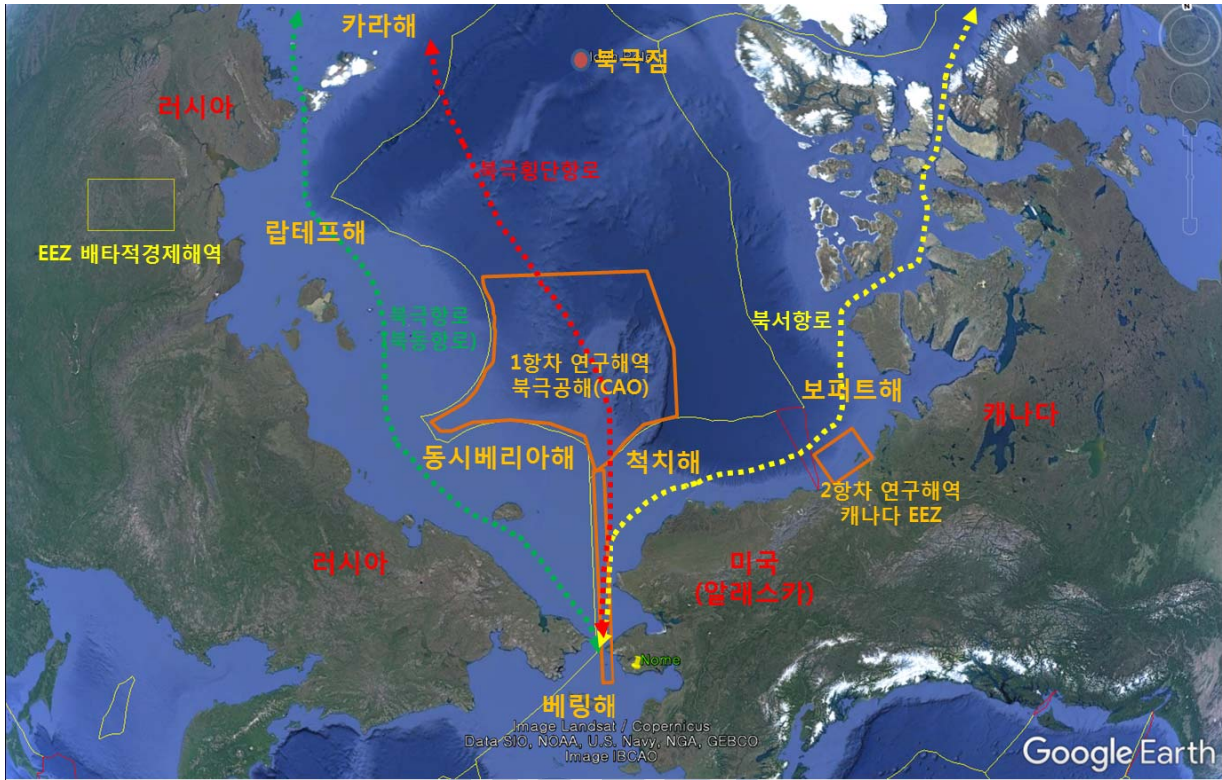 N
카라해
북극점
러시아
북극횡단항로
랍테프해
EEZ 배타적경제해역
북극항로
(북동항로)
북서항로
1항차 연구해역
북극공해(CAO)
보퍼트해
캐나다
동시베리아해
척치해
2항차 연구해역
캐나다 EEZ
러시아
미국
(알래스카)
Nome
베링해
Image Landsat / Copernicus
Data SIO, NOAA, U.S. Navy, NGA, GEBCO
Image IBCAO
Google Earth